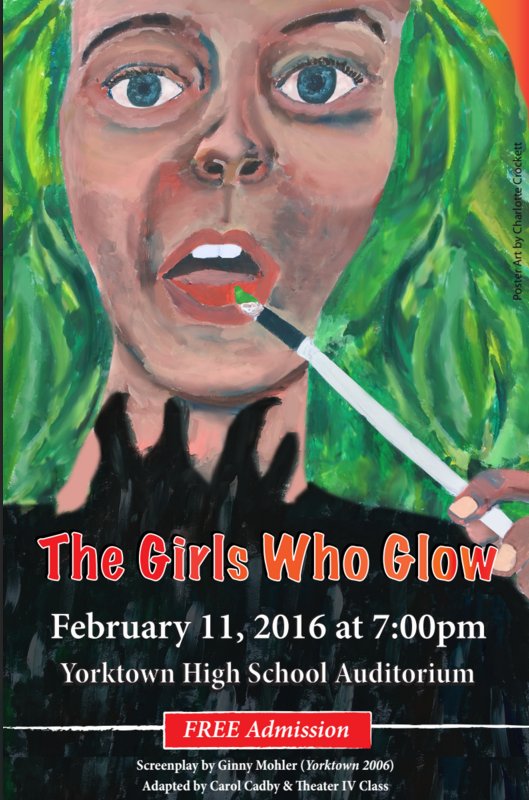 Poster Art by Charlotte Crockett
The Girls Who Glow
February 11, 2016 at 7:00pm
Yorktown High School Auditorium
FREE Admission
Screenplay by Ginny Mohler (Yorktown 2006)
Adapted by Carol Cadby & Theater IV Class